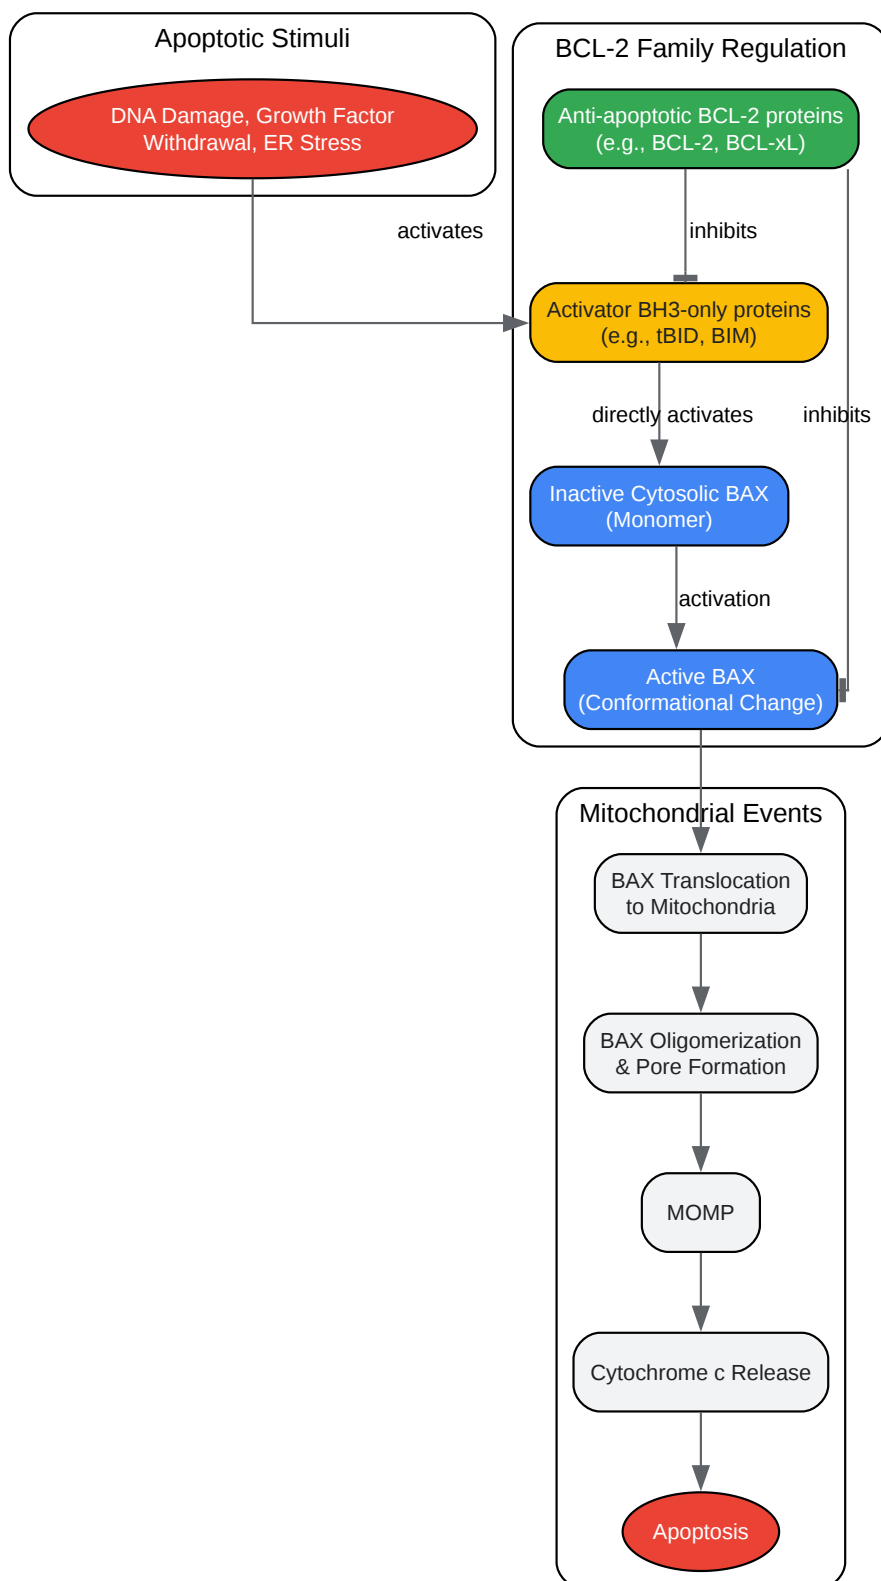 Apoptotic Stimuli
DNA Damage, Growth Factor
Withdrawal, ER Stress
activates
BCL-2 Family Regulation
Anti-apoptotic BCL-2 proteins
(e.g., BCL-2, BCL-xL)
inhibits
Activator BH3-only proteins
(e.g., tBID, BIM)
directly activates
inhibits
Inactive Cytosolic BAX
(Monomer)
activation
Active BAX
(Conformational Change)
Mitochondrial Events
BAX Translocation
to Mitochondria
BAX Oligomerization
& Pore Formation
MOMP
Cytochrome c Release
Apoptosis